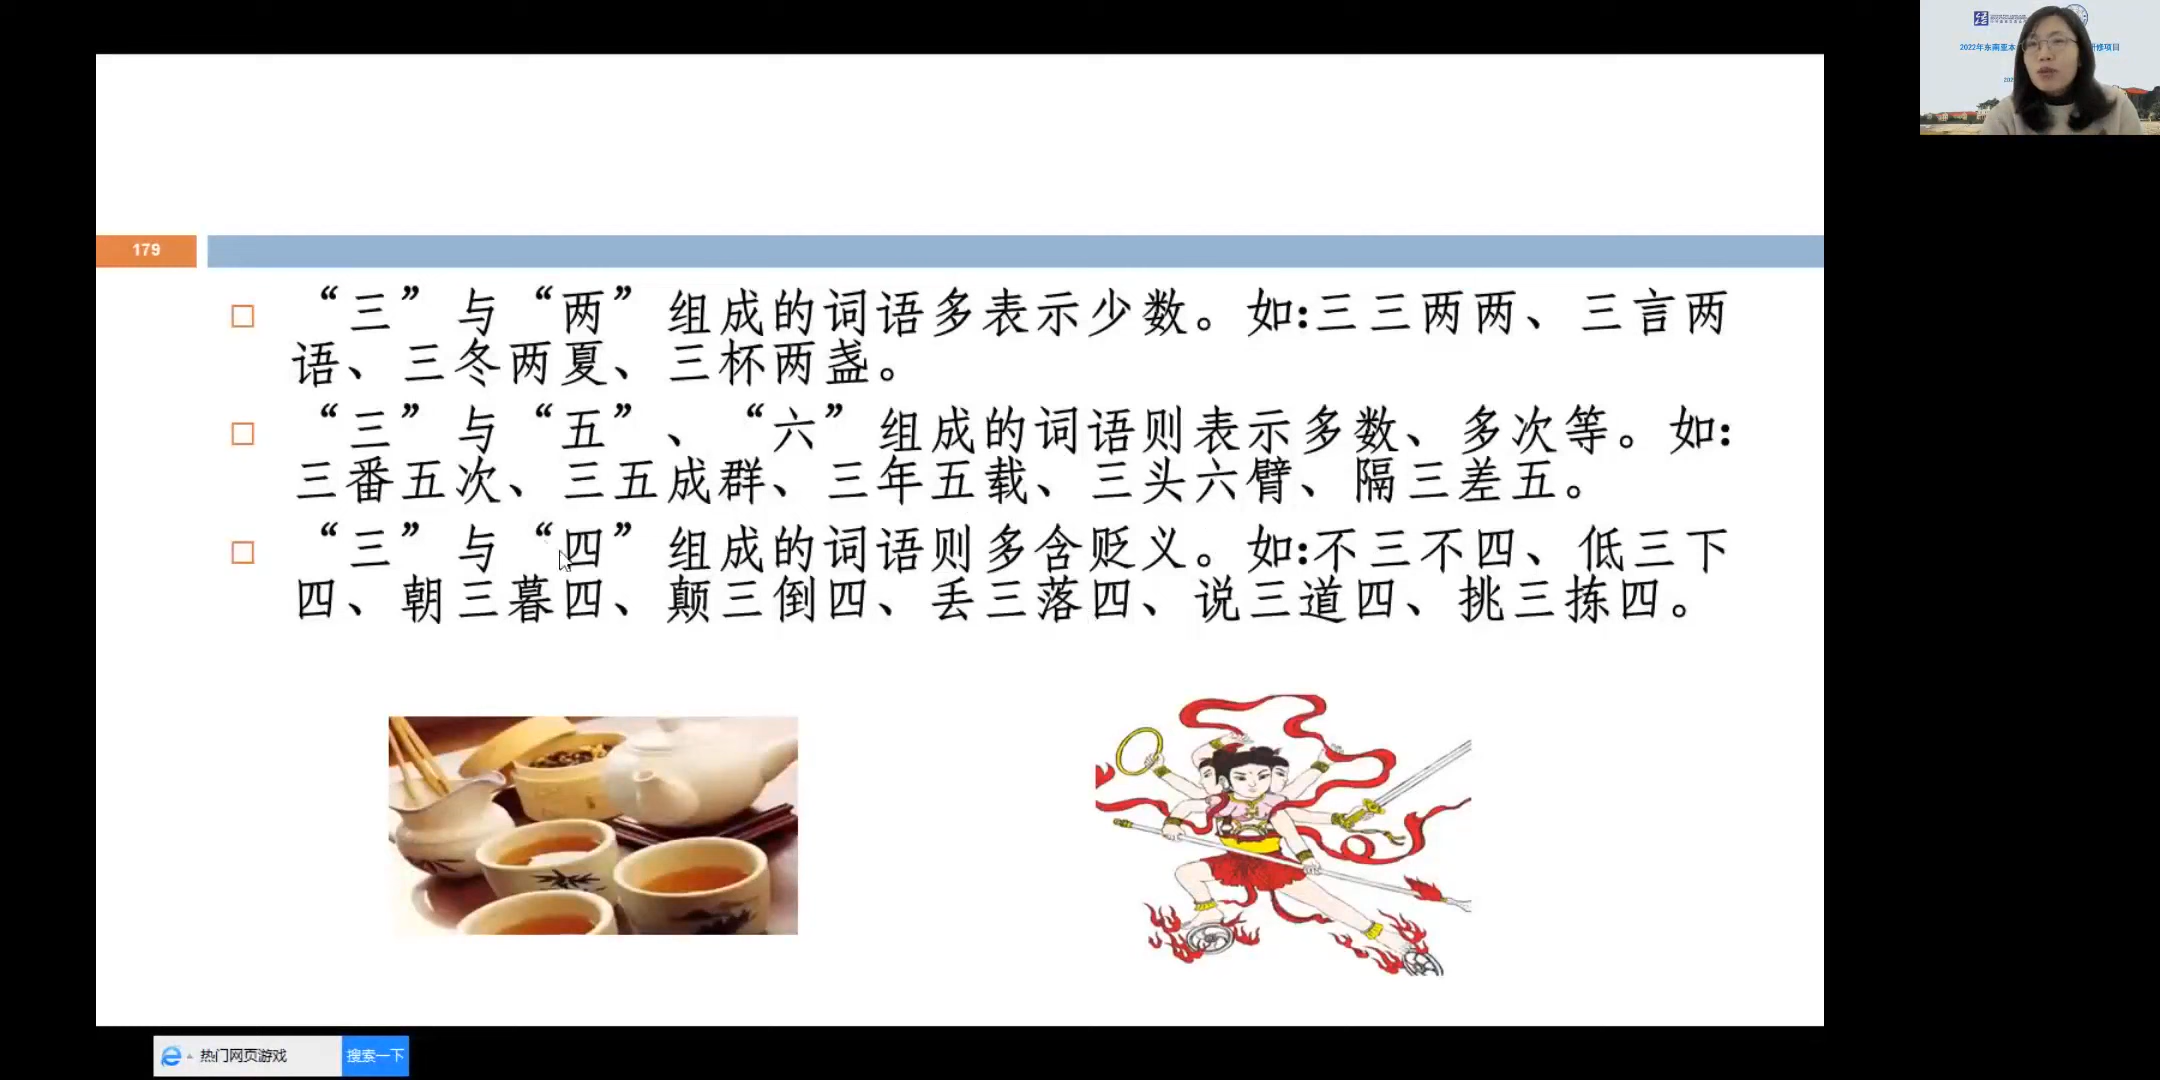 2022年东南亚本
研修项目
179
“三”与“两”组成的词语多表示少数。如:三三两两、三言两
语、三冬两夏、三杯两盏。
“三”与“五”、“六”组成的词语则表示多数、多次等。如:
三番五次、三五成群、三年五载、三头六臂、隔三差五。
“三”与“四”组成的词语则多含贬义。如:不三不四、低三下
四、朝三暮四、颠三倒四、丢三落四、说三道四、挑三拣四。
热门网页游戏
搜索一下